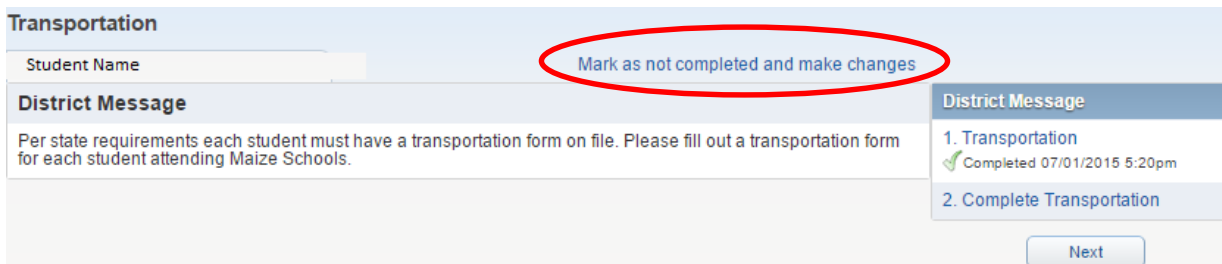 Transportation
Student Name
Mark as not completed and make changes
District Message
Per state requirements each student must have a transportation form on file. Please fill out a transportation form
for each student attending Maize Schools.
District Message
1. Transportation
Completed 07/01/2015 5:20pm
2. Complete Transportation
Next